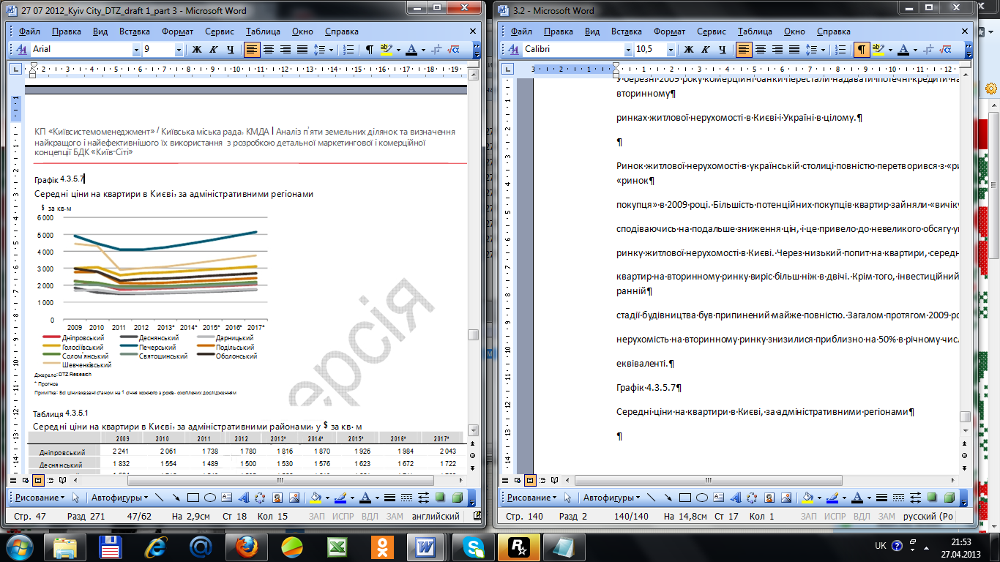 27 07 2012_Kyiv City_DTZ_draft 1_part 3 - Microsoft Word
Файл Правка Вид Вставка Формат Сервис Таблица Окно Справка
Arial 9 Ж К Ч
КП «Київсистемоменеджмент» / Київська міська рада, КМДА | Аналіз п'яти земельних ділянок та визначення
найкращого і найефективнішого їх використання з розробкою детальної маркетингової і комерційної
концепції БДК «Київ-Сіті»
Графік 4.3.5.7
Середні ціни на квартири в Києві, за адміністративними регіонами
$ за кв.м
6 000
5 000
4 000
3 000
2 000
1 000
0
2009 2010 2011 2012 2013* 2014* 2015* 2016* 2017*
Дніпровський Деснянський Дарницький
Голосіївський Печерський Подільський
Солом'янський Святошинський Оболонський
Шевченківський
Джерело: DTZ Research
* Прогноз
Примітка: Всі ціни вказані станом на 1 січня кожного з років, охоплених дослідженням
ерсія
Таблиця 4.3.5.1
Середні ціни на квартири в Києві, за адміністративними районами, у $ за кв. м
2009 2010 2011 2012 2013* 2014* 2015* 2016* 2017*
Дніпровський 2 241 2 061 1 738 1 780 1 816 1 870 1 926 1 984 2 043
Деснянський 1 832 1 554 1 489 1 500 1 530 1 576 1 623 1 672 1 722
Рисование Автофигуры
Стр. 47 Разд 271 47/62 На 2,9см Ст 18 Кол 15 ЗАП ИСПР ВДЛ ЗАМ английский
3.2 - Microsoft Word
Файл Правка Вид Вставка Формат Сервис Таблица Окно Справка
Calibri 10,5 Ж К Ч
У березні 2009 року комерційні банки перестали надавати іпотечні кредити на
вторинному¶
ринках житлової нерухомості в Києві і Україні в цілому.¶
¶
Ринок житлової нерухомості в українській столиці повністю перетворився з «ри
«ринок¶
покупця» в 2009 році. Більшість потенційних покупців квартир зайняли «вичіку
сподіваючись на подальше зниження цін, і це привело до невеликого обсягу у
ринку житлової нерухомості в Києві. Через низький попит на квартири, середн
квартир на вторинному ринку виріс більш ніж в двічі. Крім того, інвестиційний
ранній¶
стадії будівництва був припинений майже повністю. Загалом протягом 2009 ро
нерухомість на вторинному ринку знизилися приблизно на 50% в річному чис
еквіваленті.¶
Графік 4.3.5.7¶
Середні ціни на квартири в Києві, за адміністративними регіонами¶
¶
Рисование Автофигуры
Стр. 140 Разд 2 140/140 На 14,8см Ст 17 Кол 1 ЗАП ИСПР ВДЛ ЗАМ русский (Ро
UK 21:53
27.04.2013